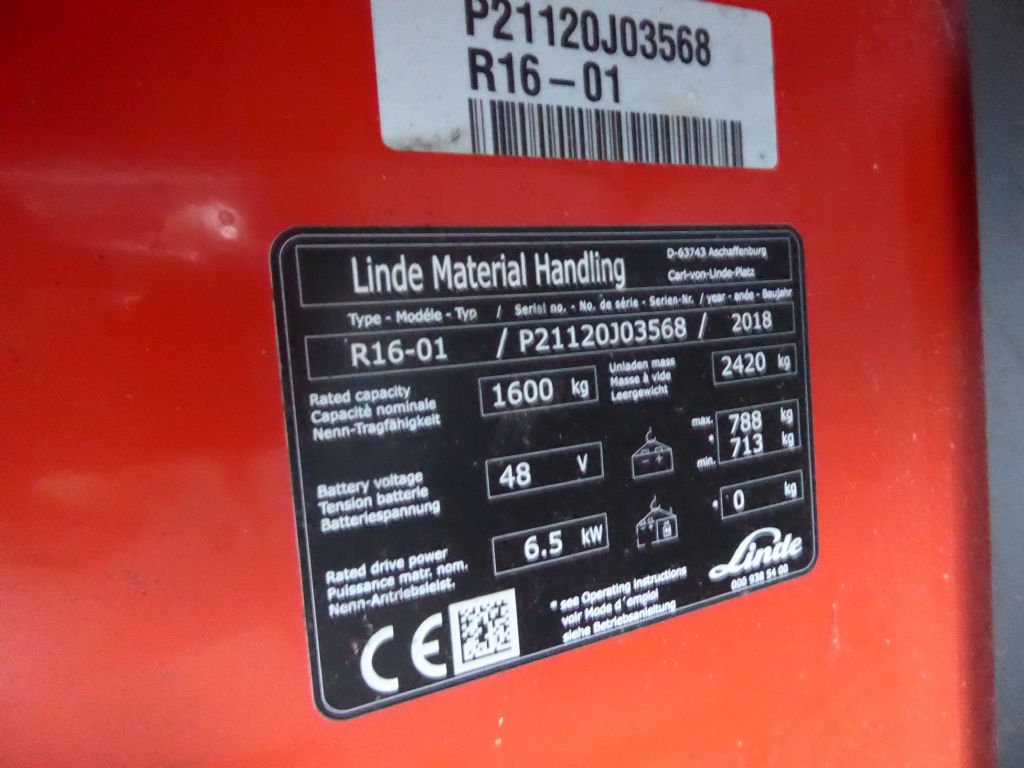 P21120J03568
R16-01
Linde Material Handling
D-63743 Aschaffenburg
Carl-von-Linde-Platz
Type - Modéle - Typ / Serial no. - No. de série - Serien-Nr. / year - anée - Baujahr
R16-01 / P21120J03568 / 2018
Rated capacity
Capacité nominale
Nenn-Tragfähigkeit
1600 kg
Unladen mass
Masse à vide
Leergewicht
2420 kg
Battery voltage
Tension batterie
Batteriespannung
48 V
- +
max. 788 kg
* 713 kg
min.
Rated drive power
Puissance matr. nom.
Nenn-Antriebsleist.
6.5 kW
* 0 kg
CE
* see Operating Instructions
voir Mode d'emploi
siehe Betriebsanleitung
Linde
000 938 54 00